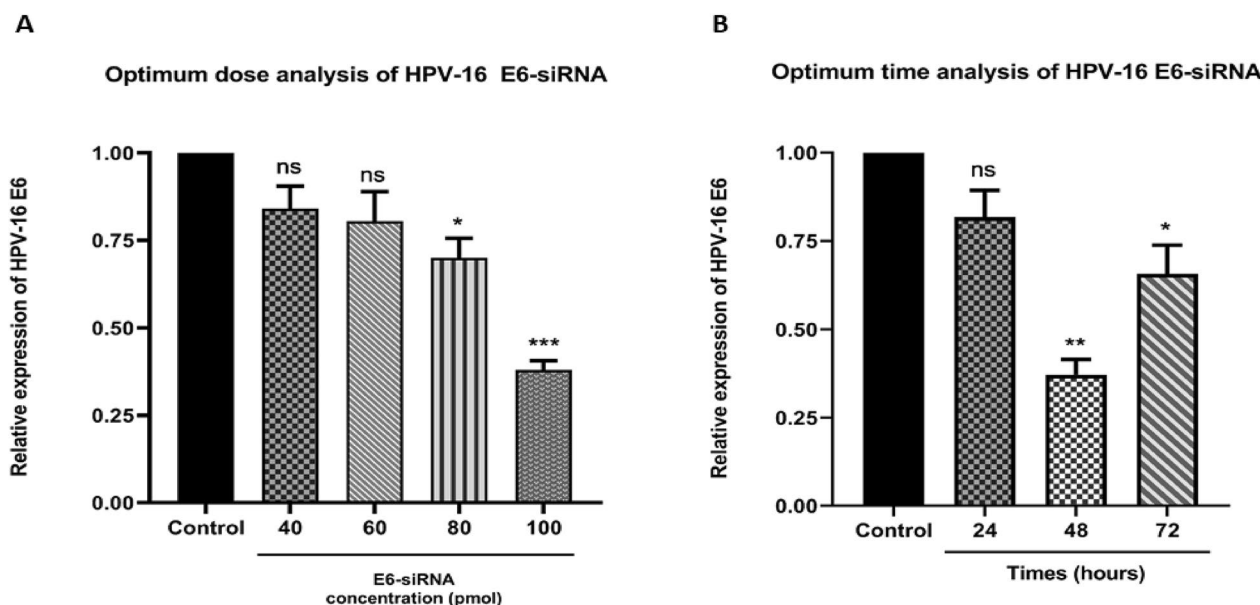 A
Optimum dose analysis of HPV-16 E6-siRNA
Relative expression of HPV-16 E6
1.00
0.75
0.50
0.25
0.00
ns
ns
*
***
Control
40
60
80
100
E6-siRNA
concentration (pmol)
B
Optimum time analysis of HPV-16 E6-siRNA
Relative expression of HPV-16 E6
1.00
0.75
0.50
0.25
0.00
ns
**
*
Control
24
48
72
Times (hours)